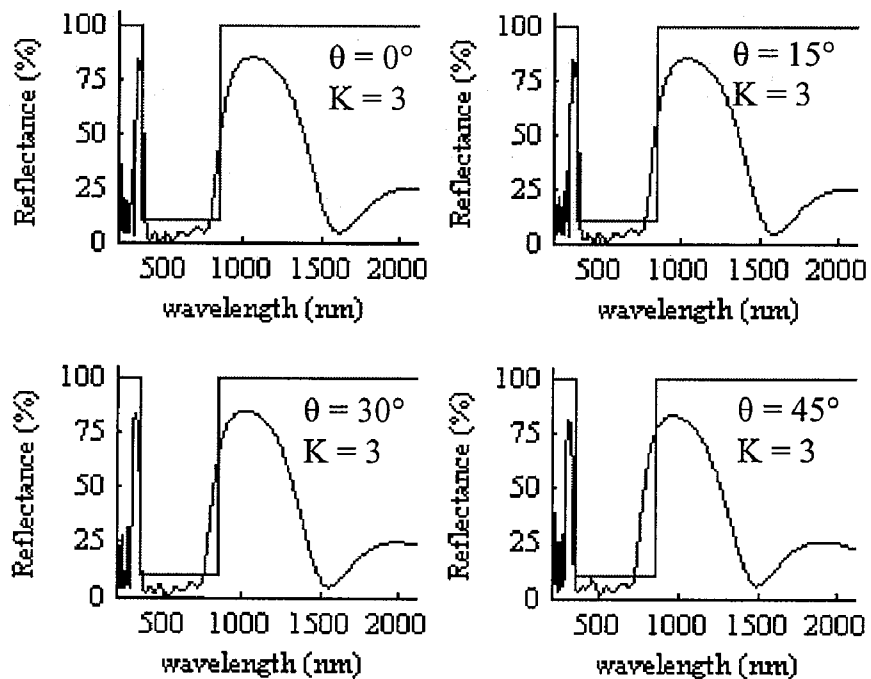 100
75
50
25
0
Reflectance (%)
θ = 0°
K = 3
500 1000 1500 2000
wavelength (nm)
100
75
50
25
0
Reflectance (%)
θ = 15°
K = 3
500 1000 1500 2000
wavelength (nm)
100
75
50
25
0
Reflectance (%)
θ = 30°
K = 3
500 1000 1500 2000
wavelength (nm)
100
75
50
25
0
Reflectance (%)
θ = 45°
K = 3
500 1000 1500 2000
wavelength (nm)